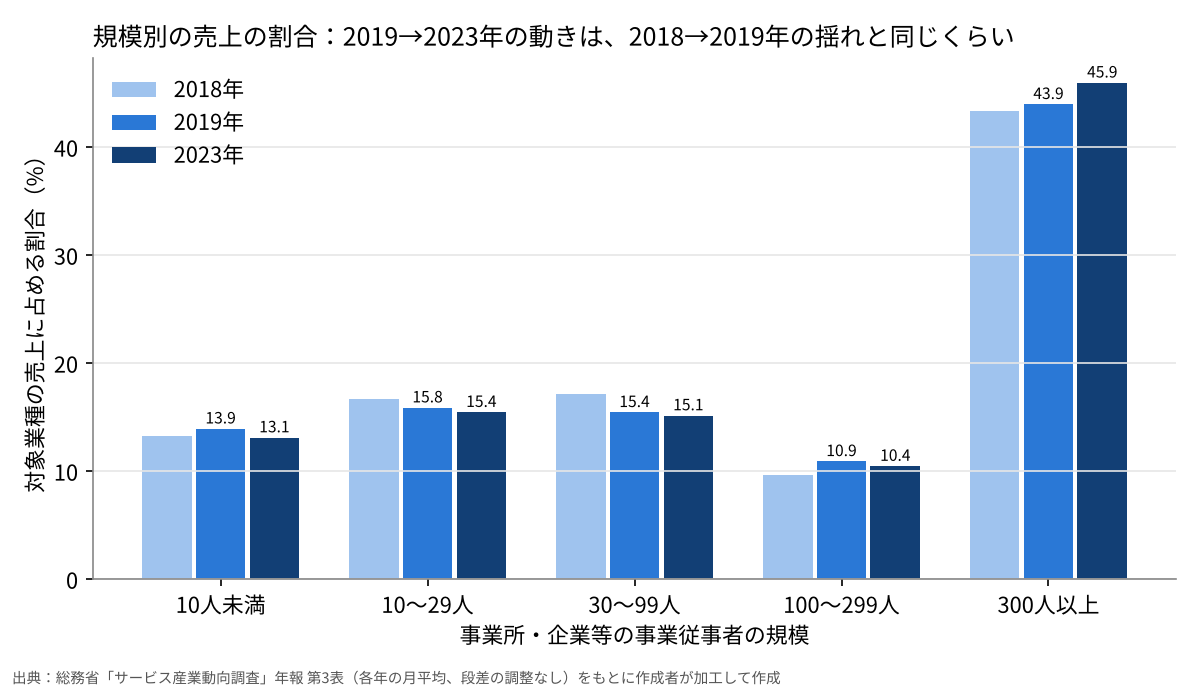 規模別の売上の割合：2019→2023年の動きは、2018→2019年の揺れと同じくらい
2018年
2019年
2023年
対象業種の売上に占める割合（%）
40
30
20
10
0
13.9
13.1
15.8
15.4
15.4
15.1
10.9
10.4
43.9
45.9
10人未満
10〜29人
30〜99人
100〜299人
300人以上
事業所・企業等の事業従事者の規模
出典：総務省「サービス産業動向調査」年報 第3表（各年の月平均、段差の調整なし）をもとに作成者が加工して作成